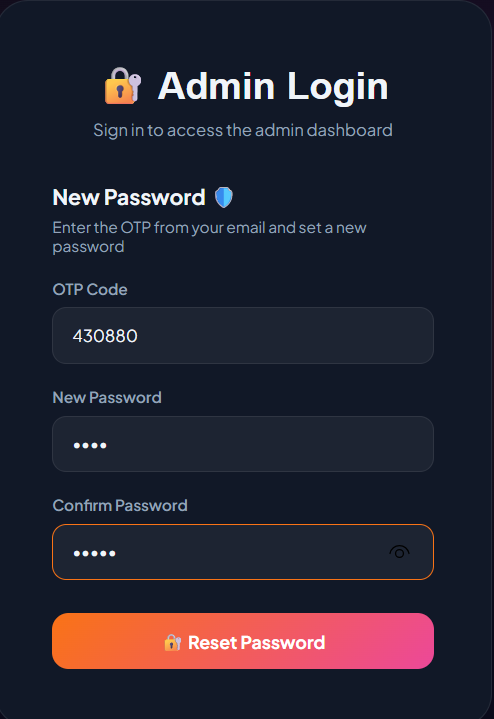 🔐 Admin Login
Sign in to access the admin dashboard
New Password 🛡️
Enter the OTP from your email and set a new
password
OTP Code
430880
New Password
••••
Confirm Password
•••••
🔐 Reset Password